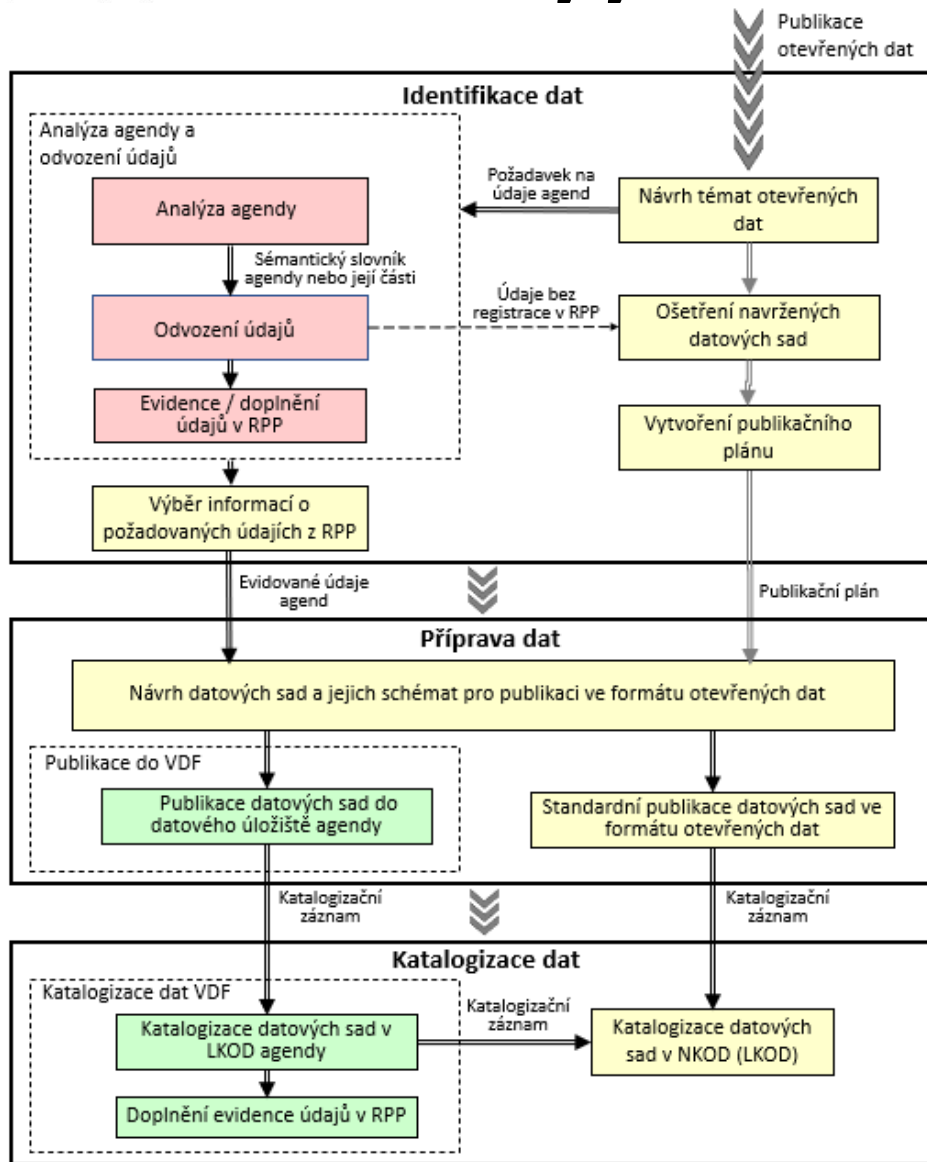 Publikace
otevřených dat
Identifikace dat
Analýza agendy a
odvození údajů
Požadavek na
údaje agend
Analýza agendy
Návrh témat otevřených
dat
Sémantický slovník
agendy nebo její části
Údaje bez
registrace v RPP
Odvození údajů
Ošetření navržených
datových sad
Evidence / doplnění
údajů v RPP
Vytvoření publikačního
plánu
Výběr informací o
požadovaných údajích z RPP
Evidované údaje
agend
Publikační plán
Příprava dat
Návrh datových sad a jejich schémat pro publikaci ve formátu otevřených dat
Publikace do VDF
Publikace datových sad do
datového úložiště agendy
Standardní publikace datových sad ve
formátu otevřených dat
Katalogizační
záznam
Katalogizační
záznam
Katalogizace dat
Katalogizace dat VDF
Katalogizační
záznam
Katalogizace datových sad v
LKOD agendy
Katalogizace datových
sad v NKOD (LKOD)
Doplnění evidence údajů v RPP